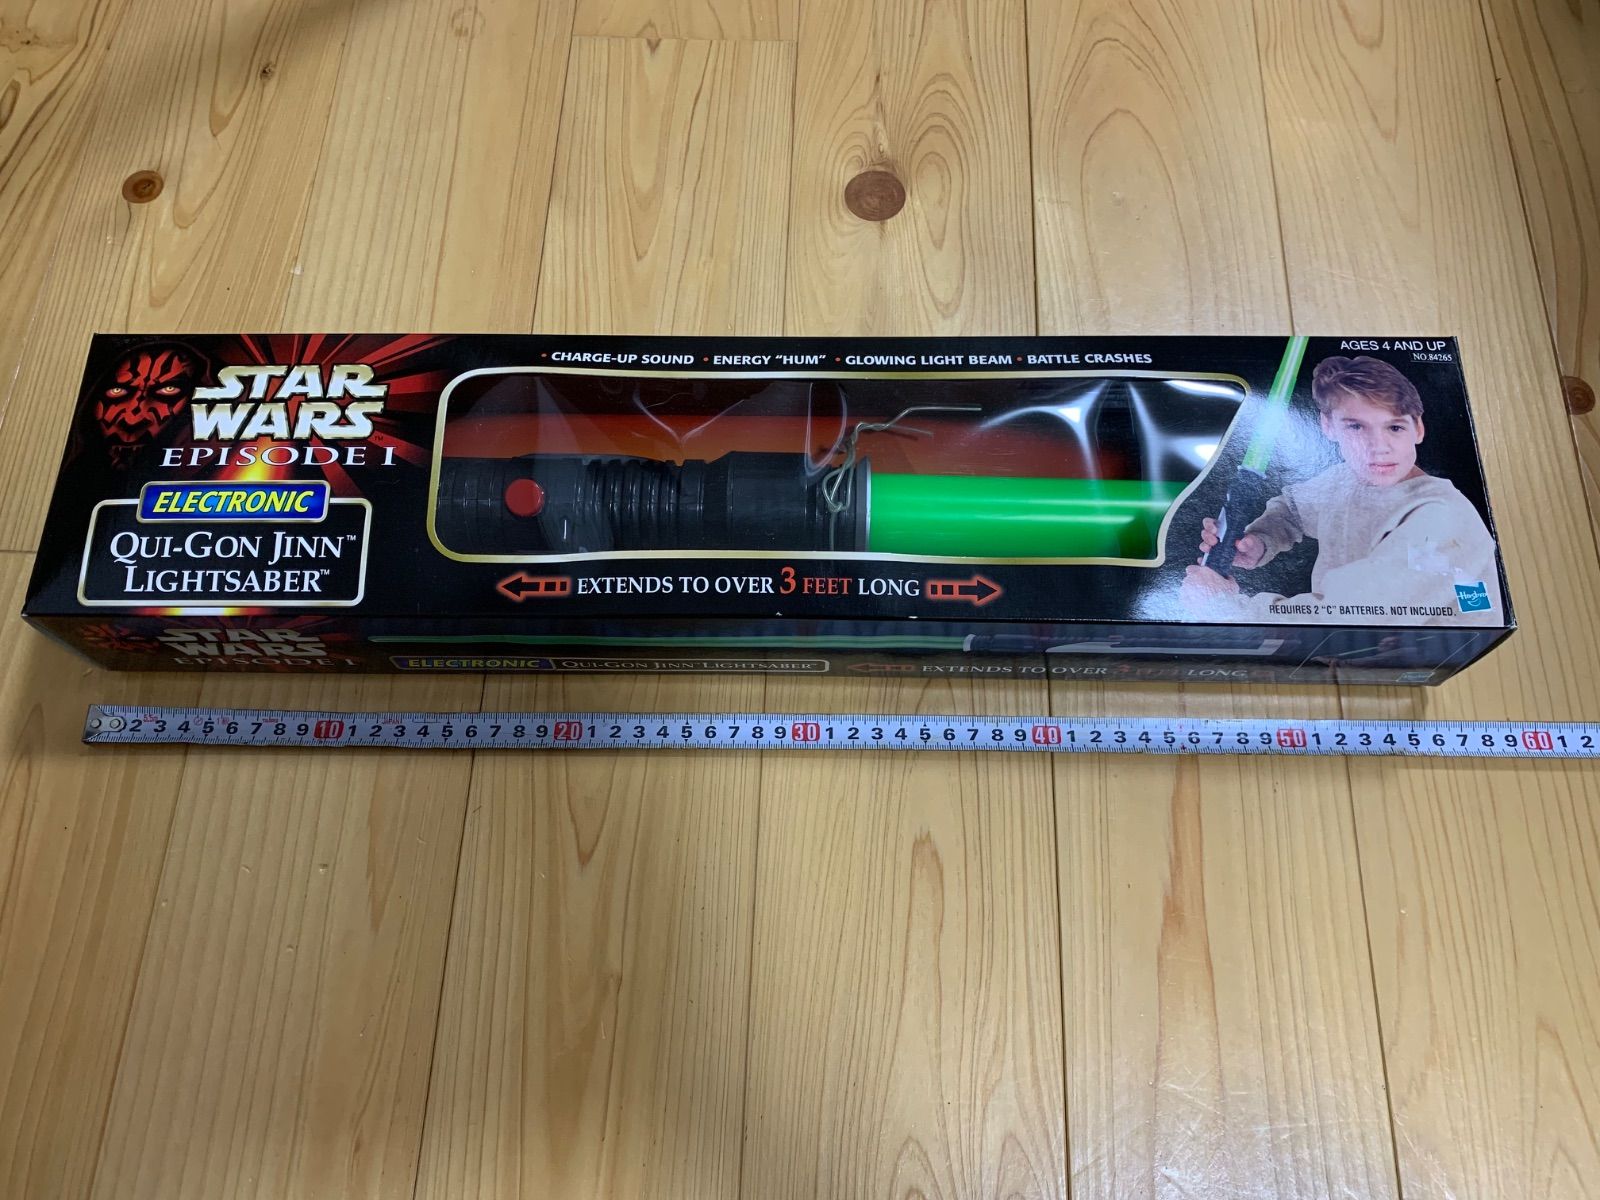 • CHARGE-UP SOUND • ENERGY "HUM" • GLOWING LIGHT BEAM • BATTLE CRASHES
AGES 4 AND UP
NO.84265
STAR
WARS™
EPISODE I
ELECTRONIC
QUI-GON JINN™
LIGHTSABER™
EXTENDS TO OVER 3 FEET LONG
REQUIRES 2 "C" BATTERIES. NOT INCLUDED.
Hasbro
STAR
WARS
EPISODE I
ELECTRONIC QUI-GON JINN™ LIGHTSABER™
EXTENDS TO OVER 3 FEET LONG
Hasbro
2 3 4 5 6 7 8 9 10 1 2 3 4 5 6 7 8 9 20 1 2 3 4 5 6 7 8 9 30 1 2 3 4 5 6 7 8 9 40 1 2 3 4 5 6 7 8 9 50 1 2 3 4 5 6 7 8 9 60 1 2